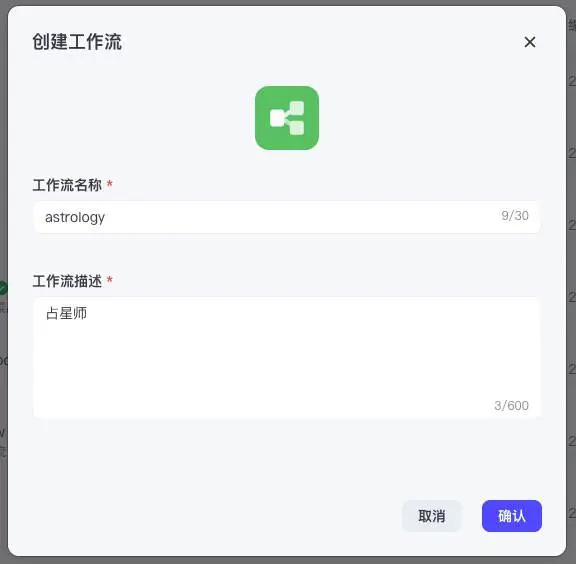 创建工作流
工作流名称 *
astrology
9/30
工作流描述 *
占星师
3/600
取消
确认